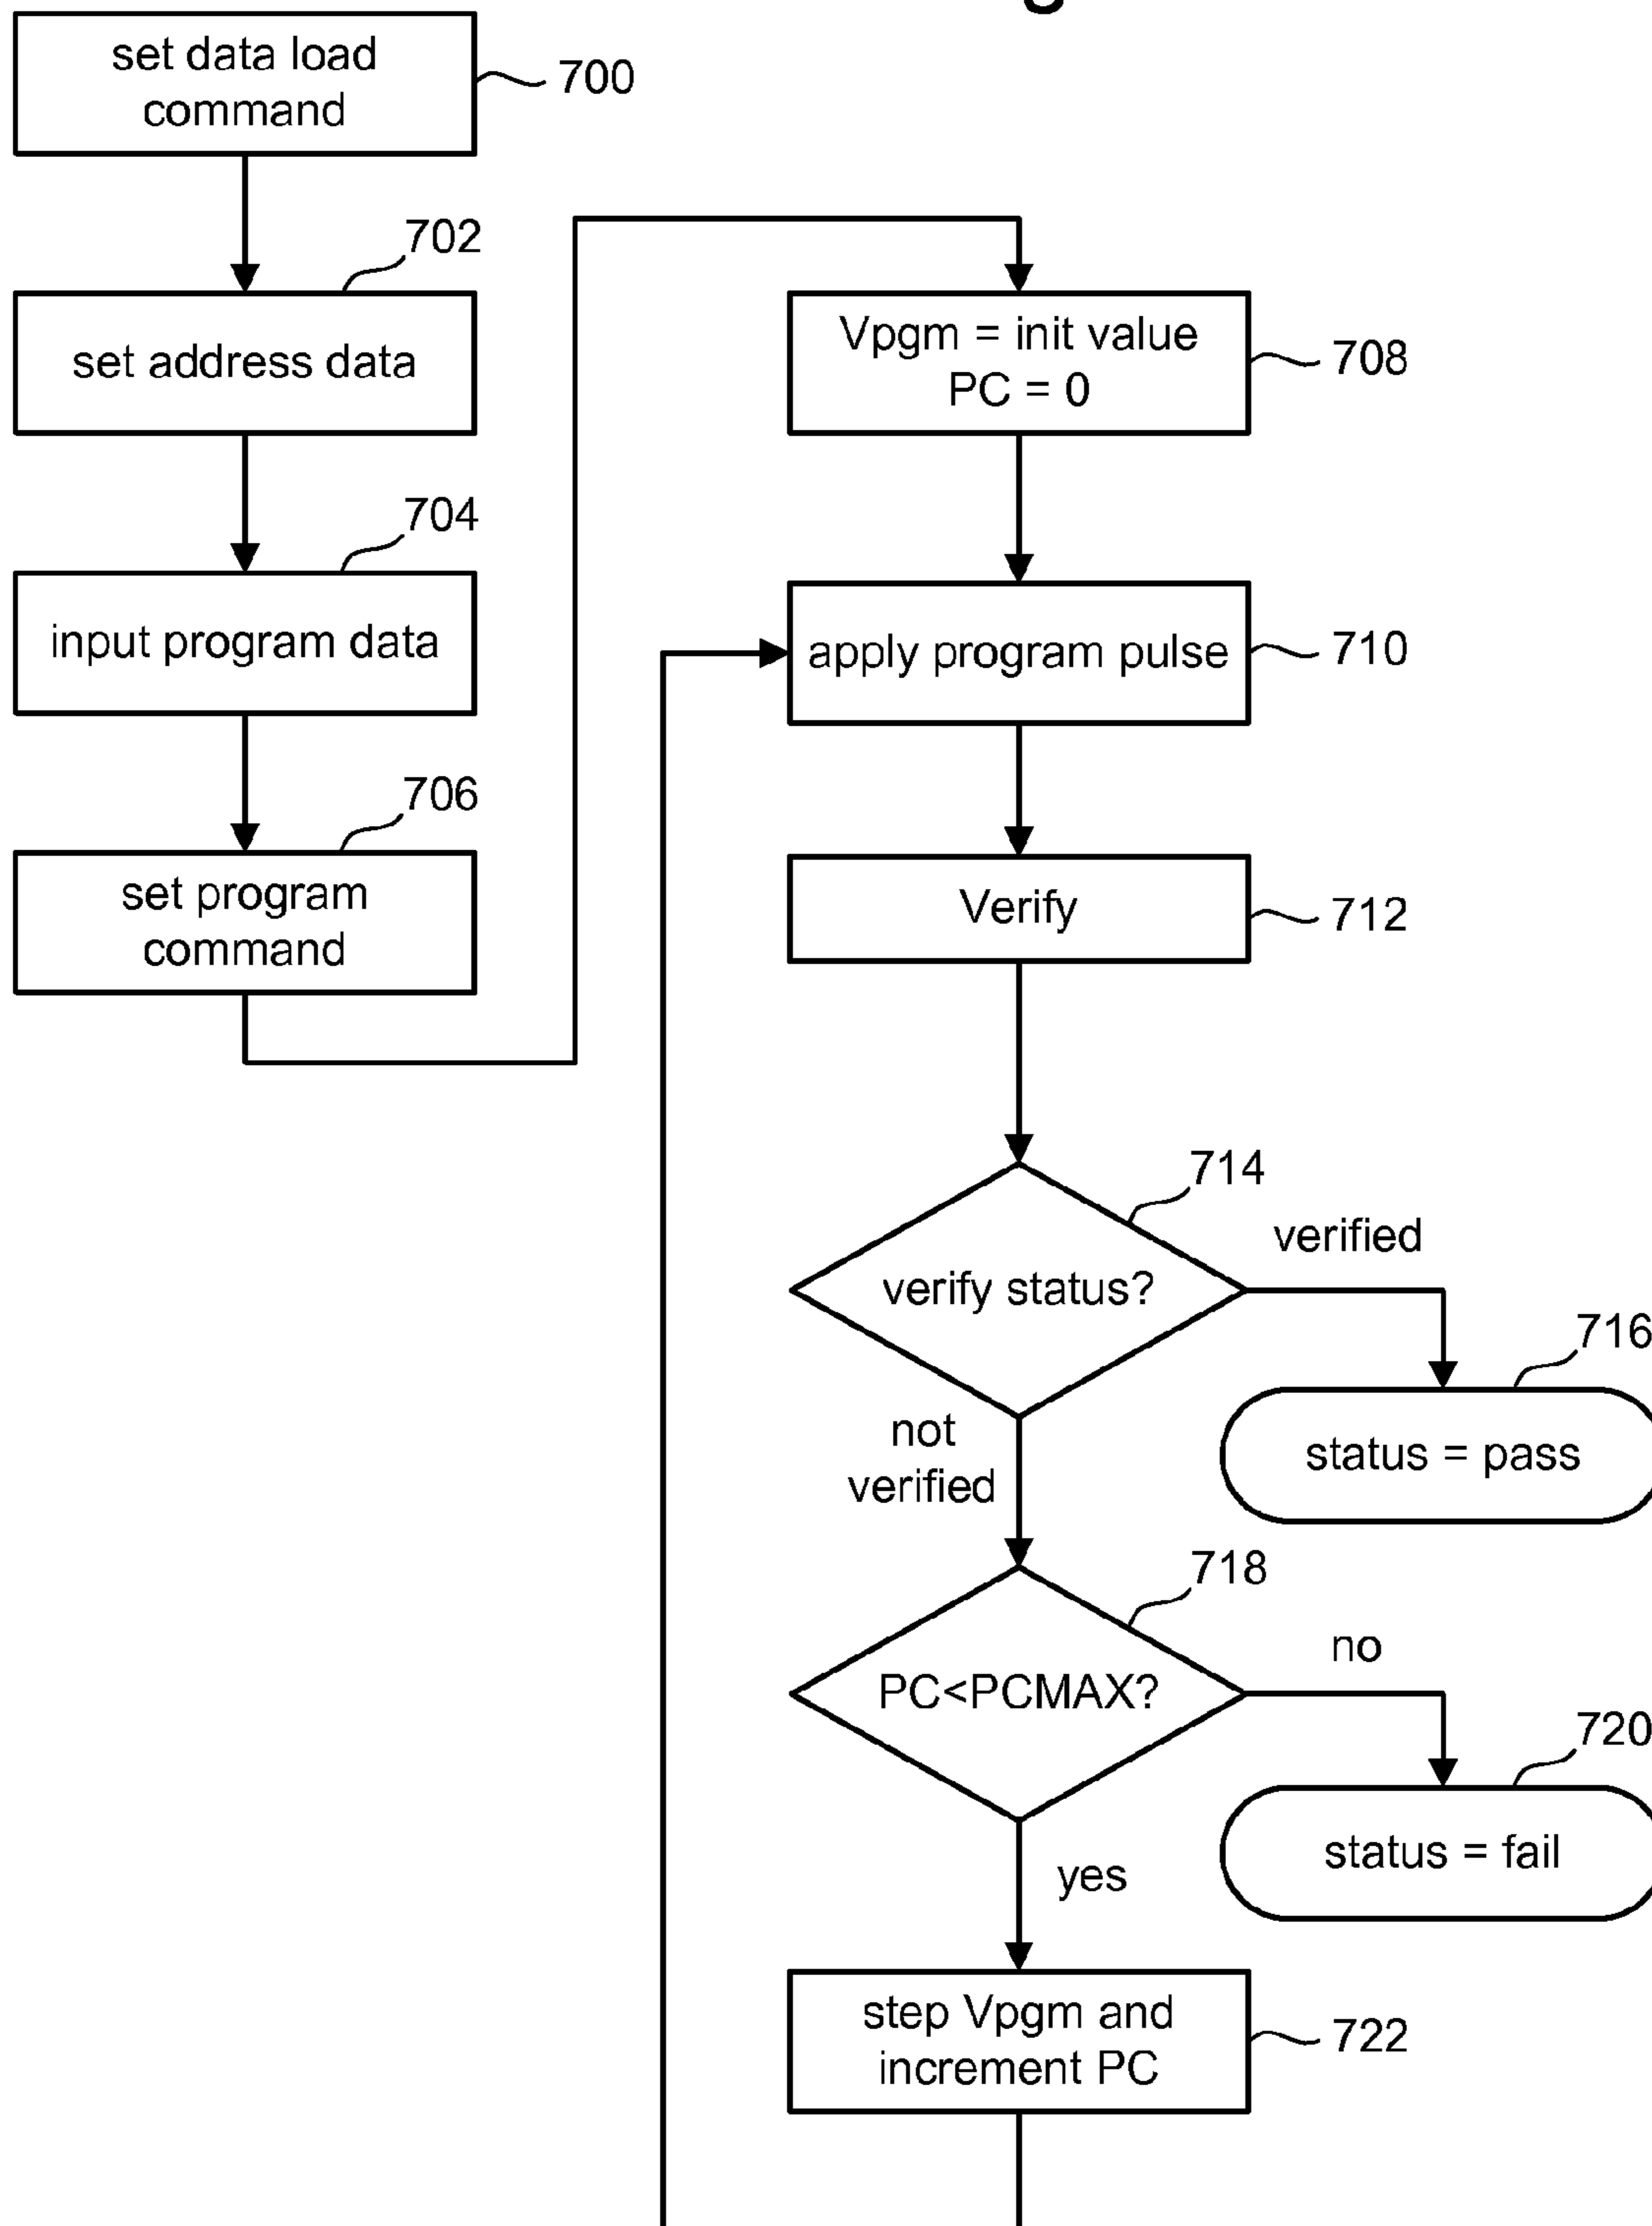 set data load
command
700
702
set address data
704
input program data
706
set program
command
Vpgm = init value
PC = 0
708
apply program pulse
710
Verify
712
714
verify status?
verified
716
status = pass
not
verified
718
PC<PCMAX?
no
720
status = fail
yes
step Vpgm and
increment PC
722